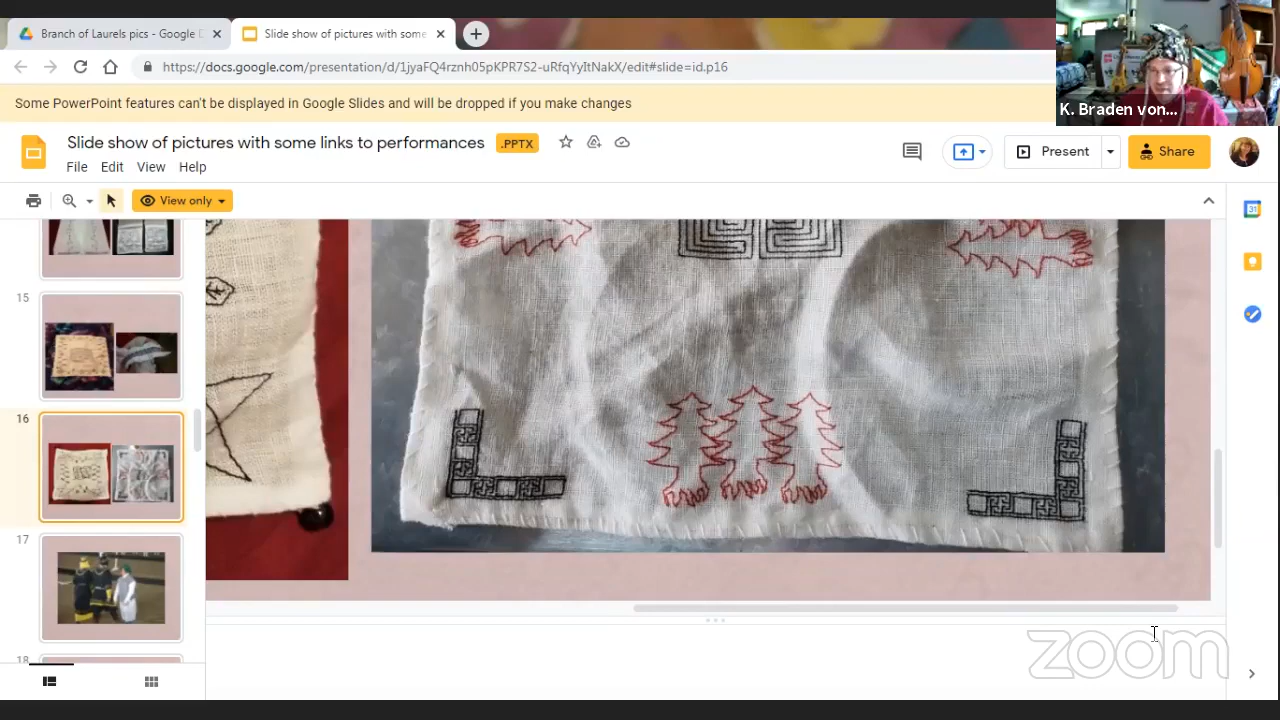 Branch of Laurels pics - Google D
Slide show of pictures with some
https://docs.google.com/presentation/d/1jyaFQ4rznh05pKPR7S2-uRfqYyItNakX/edit#slide=id.p16
K. Braden von...
Some PowerPoint features can't be displayed in Google Slides and will be dropped if you make changes
Slide show of pictures with some links to performances .PPTX
File Edit View Help
Present
Share
View only
31
15
16
17
18
zoom